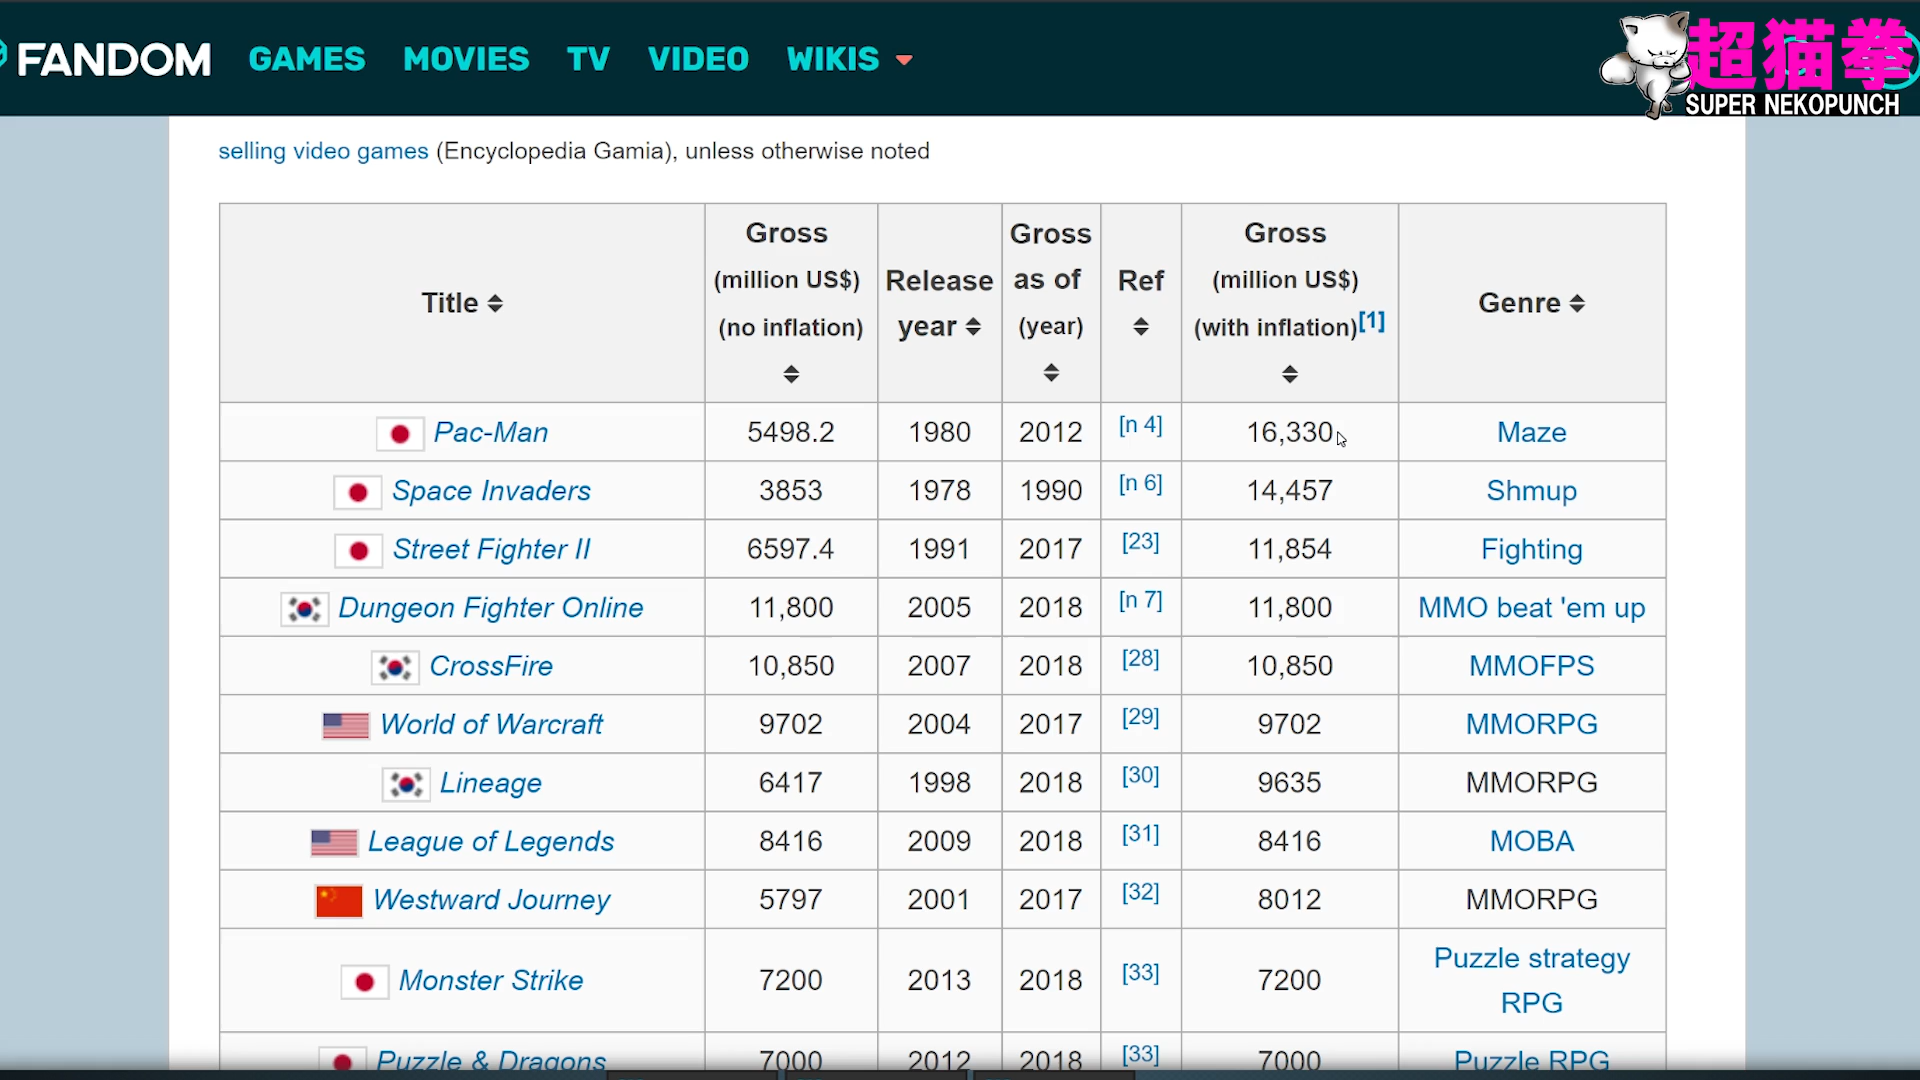 FANDOM GAMES MOVIES TV VIDEO WIKIS
超猫拳
SUPER NEKOPUNCH
selling video games (Encyclopedia Gamia), unless otherwise noted
Title Gross (million US$) (no inflation) Release year Gross as of (year) Ref Gross (million US$) (with inflation)[1] Genre
Pac-Man 5498.2 1980 2012 [n 4] 16,330 Maze
Space Invaders 3853 1978 1990 [n 6] 14,457 Shmup
Street Fighter II 6597.4 1991 2017 [23] 11,854 Fighting
Dungeon Fighter Online 11,800 2005 2018 [n 7] 11,800 MMO beat 'em up
CrossFire 10,850 2007 2018 [28] 10,850 MMOFPS
World of Warcraft 9702 2004 2017 [29] 9702 MMORPG
Lineage 6417 1998 2018 [30] 9635 MMORPG
League of Legends 8416 2009 2018 [31] 8416 MOBA
Westward Journey 5797 2001 2017 [32] 8012 MMORPG
Monster Strike 7200 2013 2018 [33] 7200 Puzzle strategy RPG
Puzzle & Dragons 7000 2012 2018 [33] 7000 Puzzle RPG